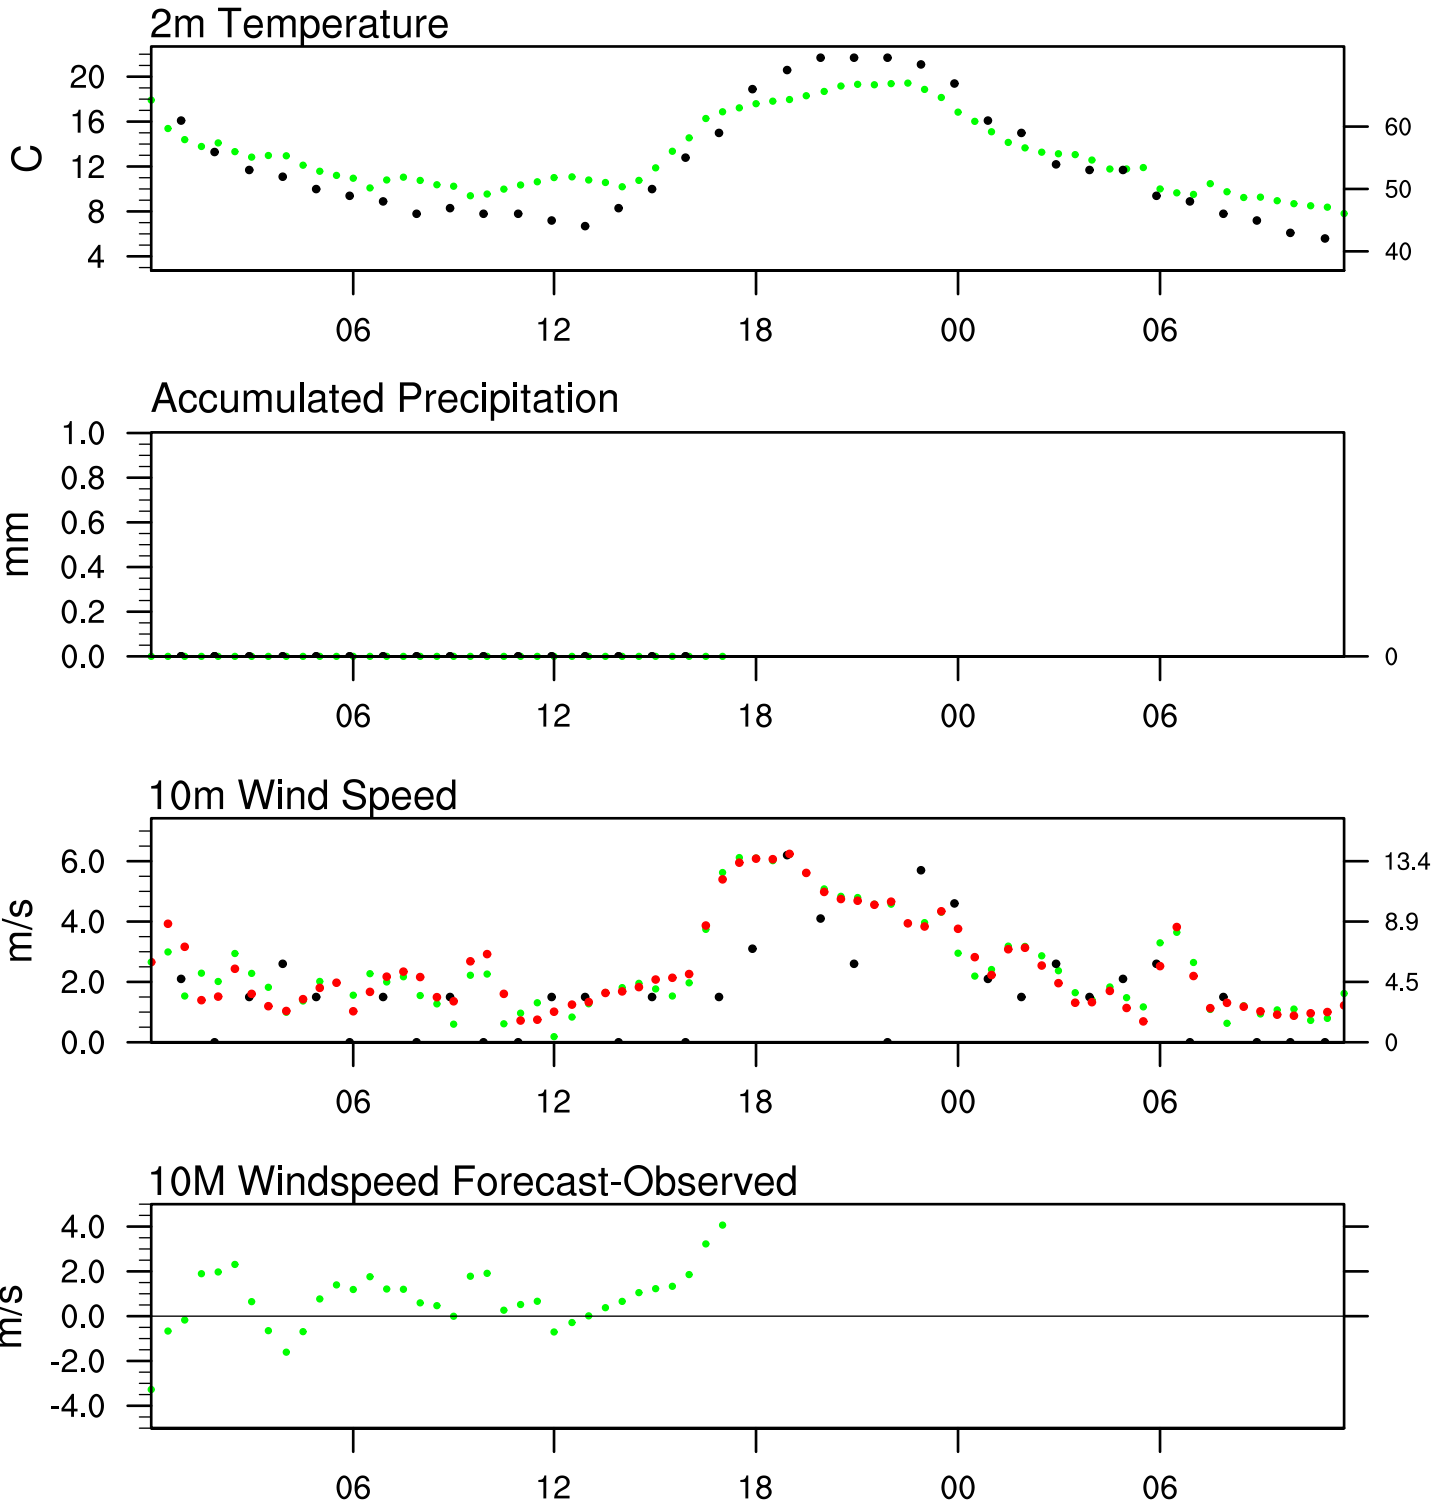 2m Temperature
20
16
12
8
4
C
60
50
40
06 12 18 00 06
Accumulated Precipitation
1.0
0.8
0.6
0.4
0.2
0.0
mm
0
06 12 18 00 06
10m Wind Speed
6.0
4.0
2.0
0.0
m/s
13.4
8.9
4.5
0
06 12 18 00 06
10M Windspeed Forecast-Observed
4.0
2.0
0.0
-2.0
-4.0
m/s
06 12 18 00 06